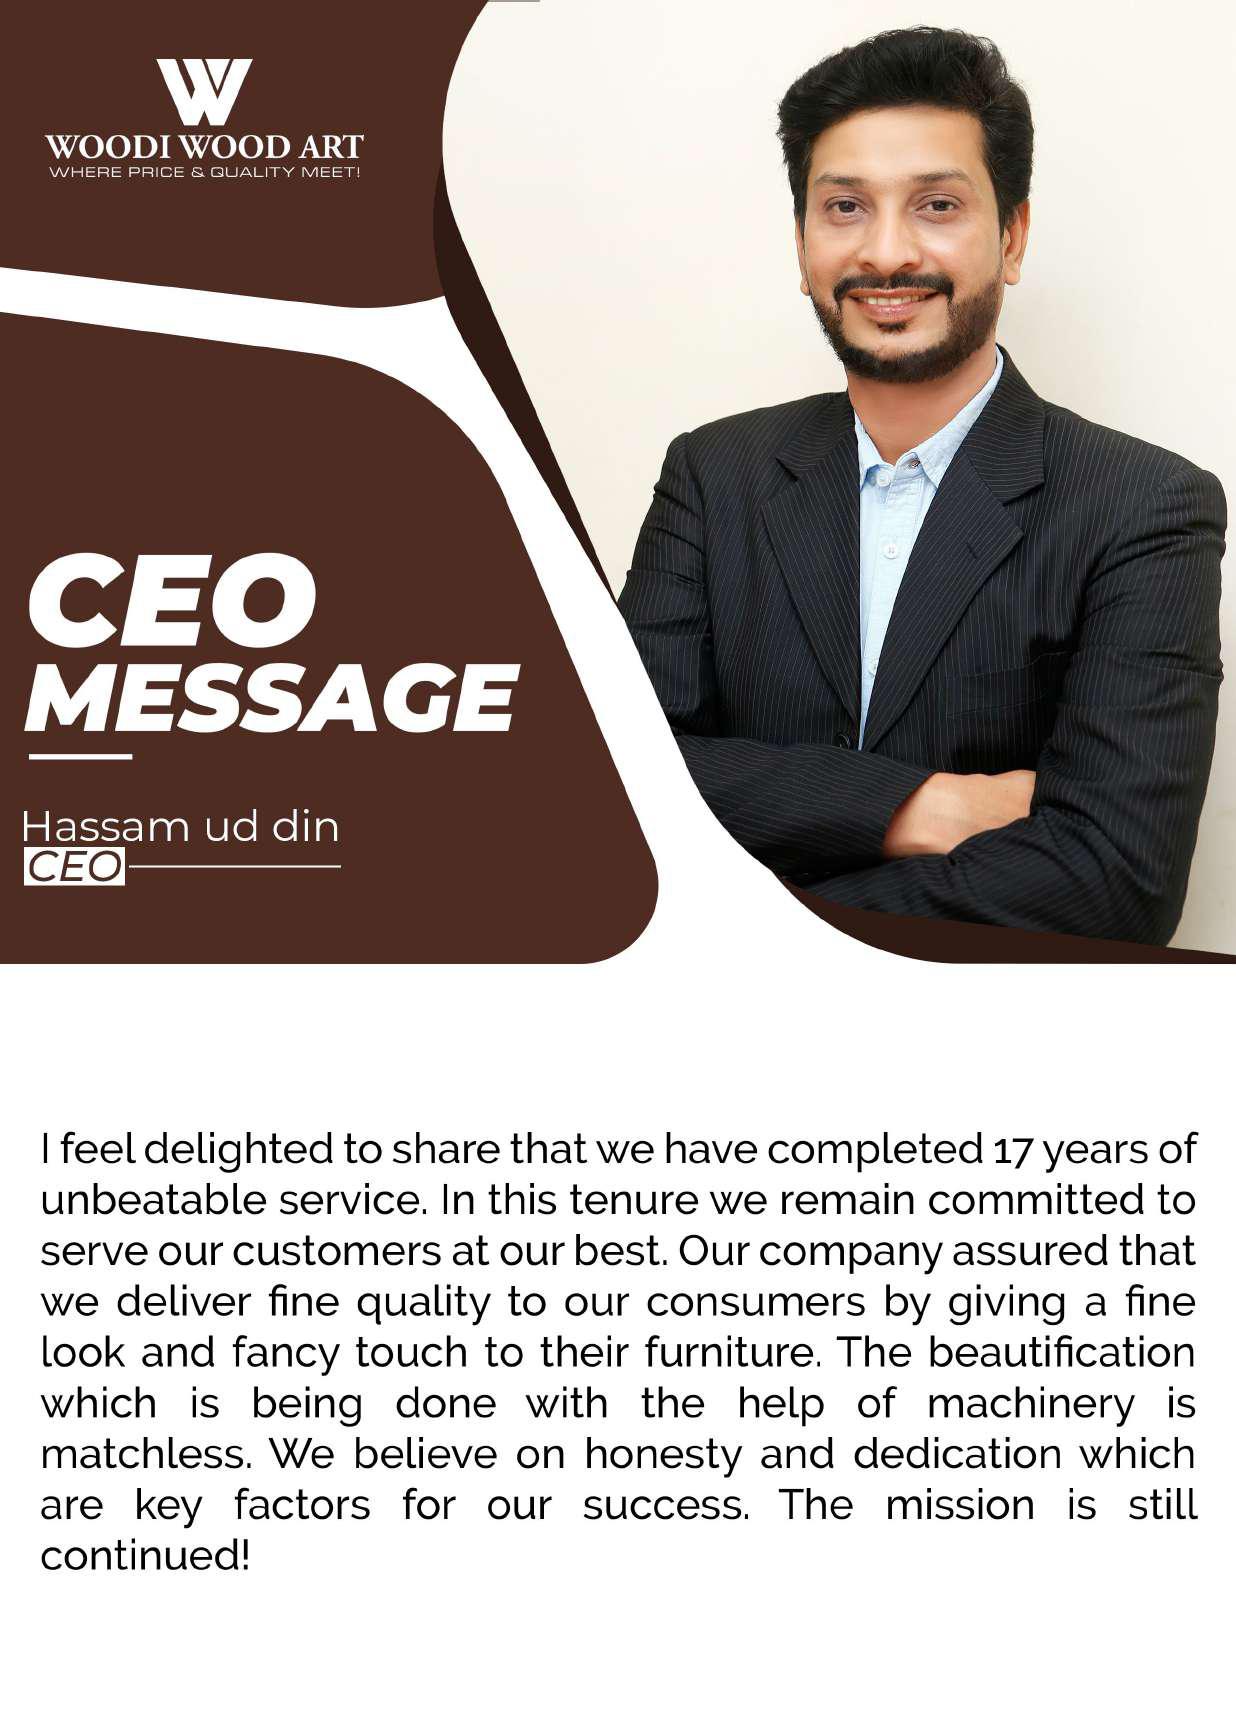 WOODI WOOD ART
WHERE PRICE & QUALITY MEET!
CEO
MESSAGE
Hassam ud din
CEO
I feel delighted to share that we have completed 17 years of
unbeatable service. In this tenure we remain committed to
serve our customers at our best. Our company assured that
we deliver fine quality to our consumers by giving a fine
look and fancy touch to their furniture. The beautification
which is being done with the help of machinery is
matchless. We believe on honesty and dedication which
are key factors for our success. The mission is still
continued!